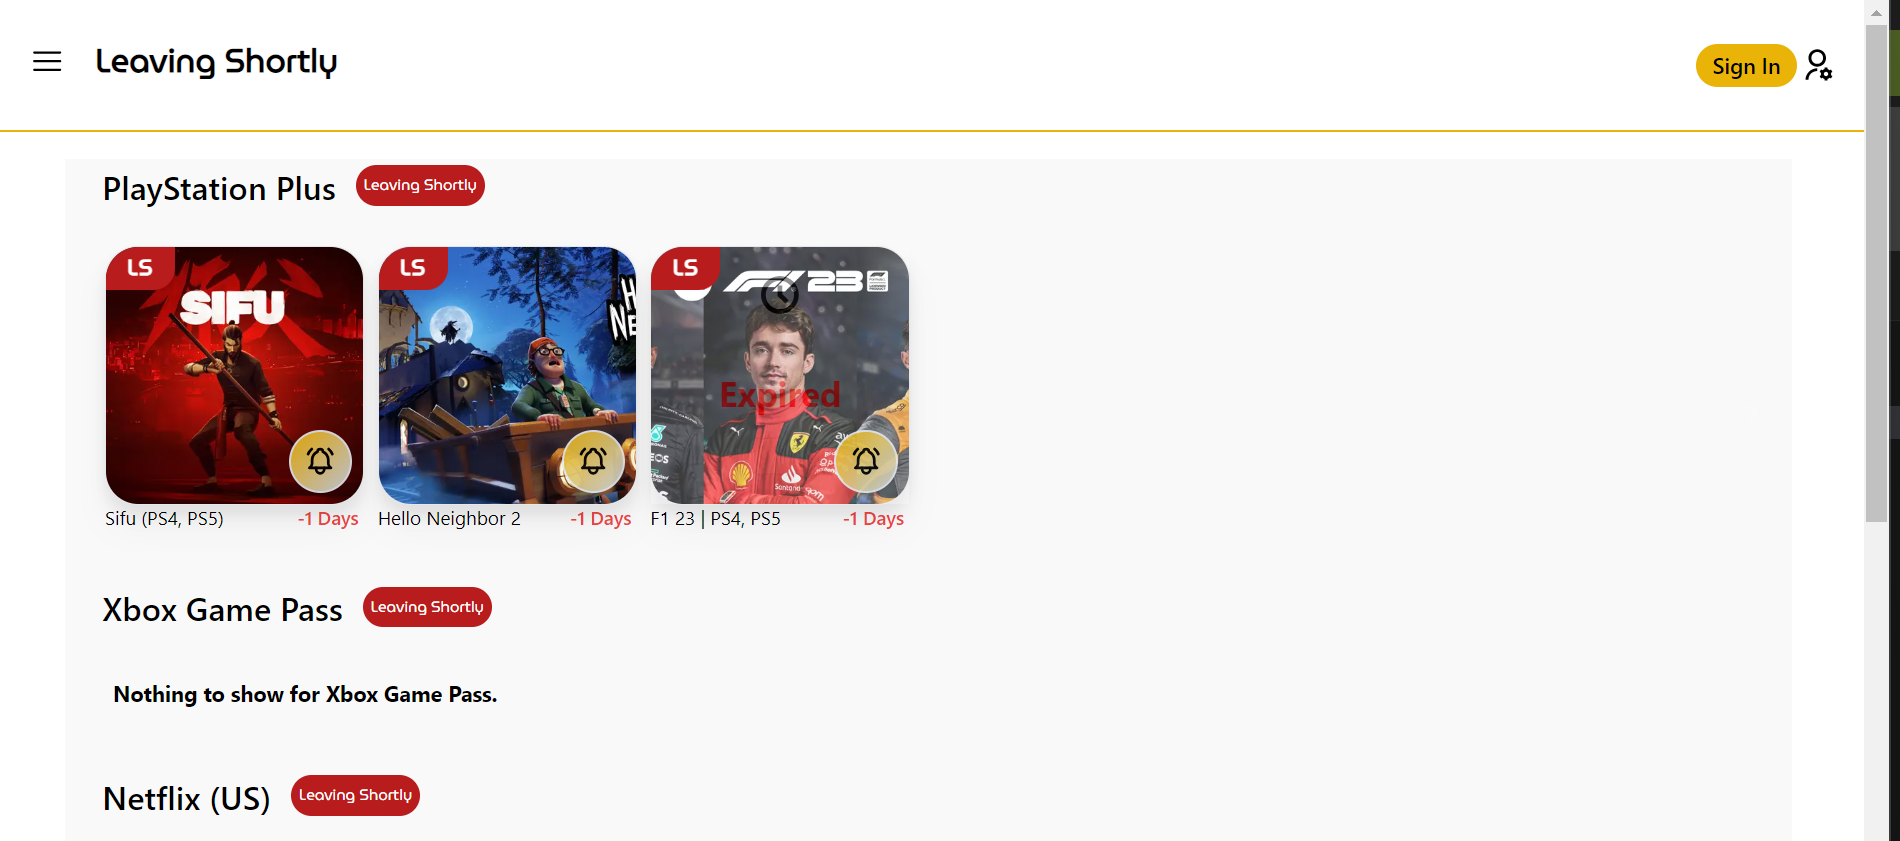 Leaving Shortly
Sign In
PlayStation Plus
Leaving Shortly
LS
SIFU
LS
LS
F1 23
Expired
Sifu (PS4, PS5)
-1 Days
Hello Neighbor 2
-1 Days
F1 23 | PS4, PS5
-1 Days
Xbox Game Pass
Leaving Shortly
Nothing to show for Xbox Game Pass.
Netflix (US)
Leaving Shortly